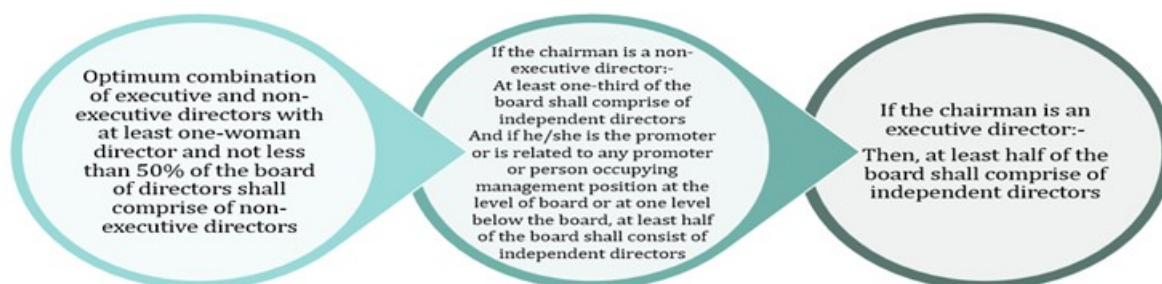 Optimum combination
of executive and non-
executive directors with
at least one-woman
director and not less
than 50% of the board
of directors shall
comprise of non-
executive directors
If the chairman is a non-
executive director:-
At least one-third of the
board shall comprise of
independent directors
And if he/she is the promoter
or is related to any promoter
or person occupying
management position at the
level of board or at one level
below the board, at least half
of the board shall consist of
independent directors
If the chairman is an
executive director:-
Then, at least half of the
board shall comprise of
independent directors